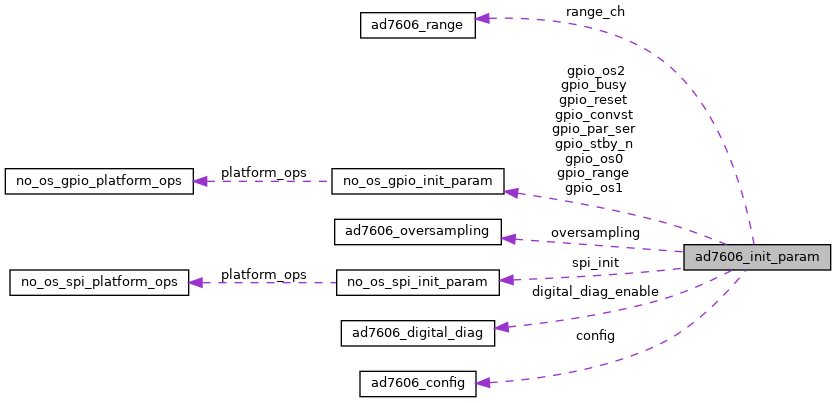 range_ch
ad7606_range
gpio_os2
gpio_busy
gpio_reset
gpio_convst
gpio_par_ser
gpio_stby_n
gpio_os0
gpio_range
gpio_os1
no_os_gpio_platform_ops
platform_ops
no_os_gpio_init_param
ad7606_oversampling
oversampling
ad7606_init_param
no_os_spi_platform_ops
platform_ops
no_os_spi_init_param
spi_init
digital_diag_enable
ad7606_digital_diag
config
ad7606_config